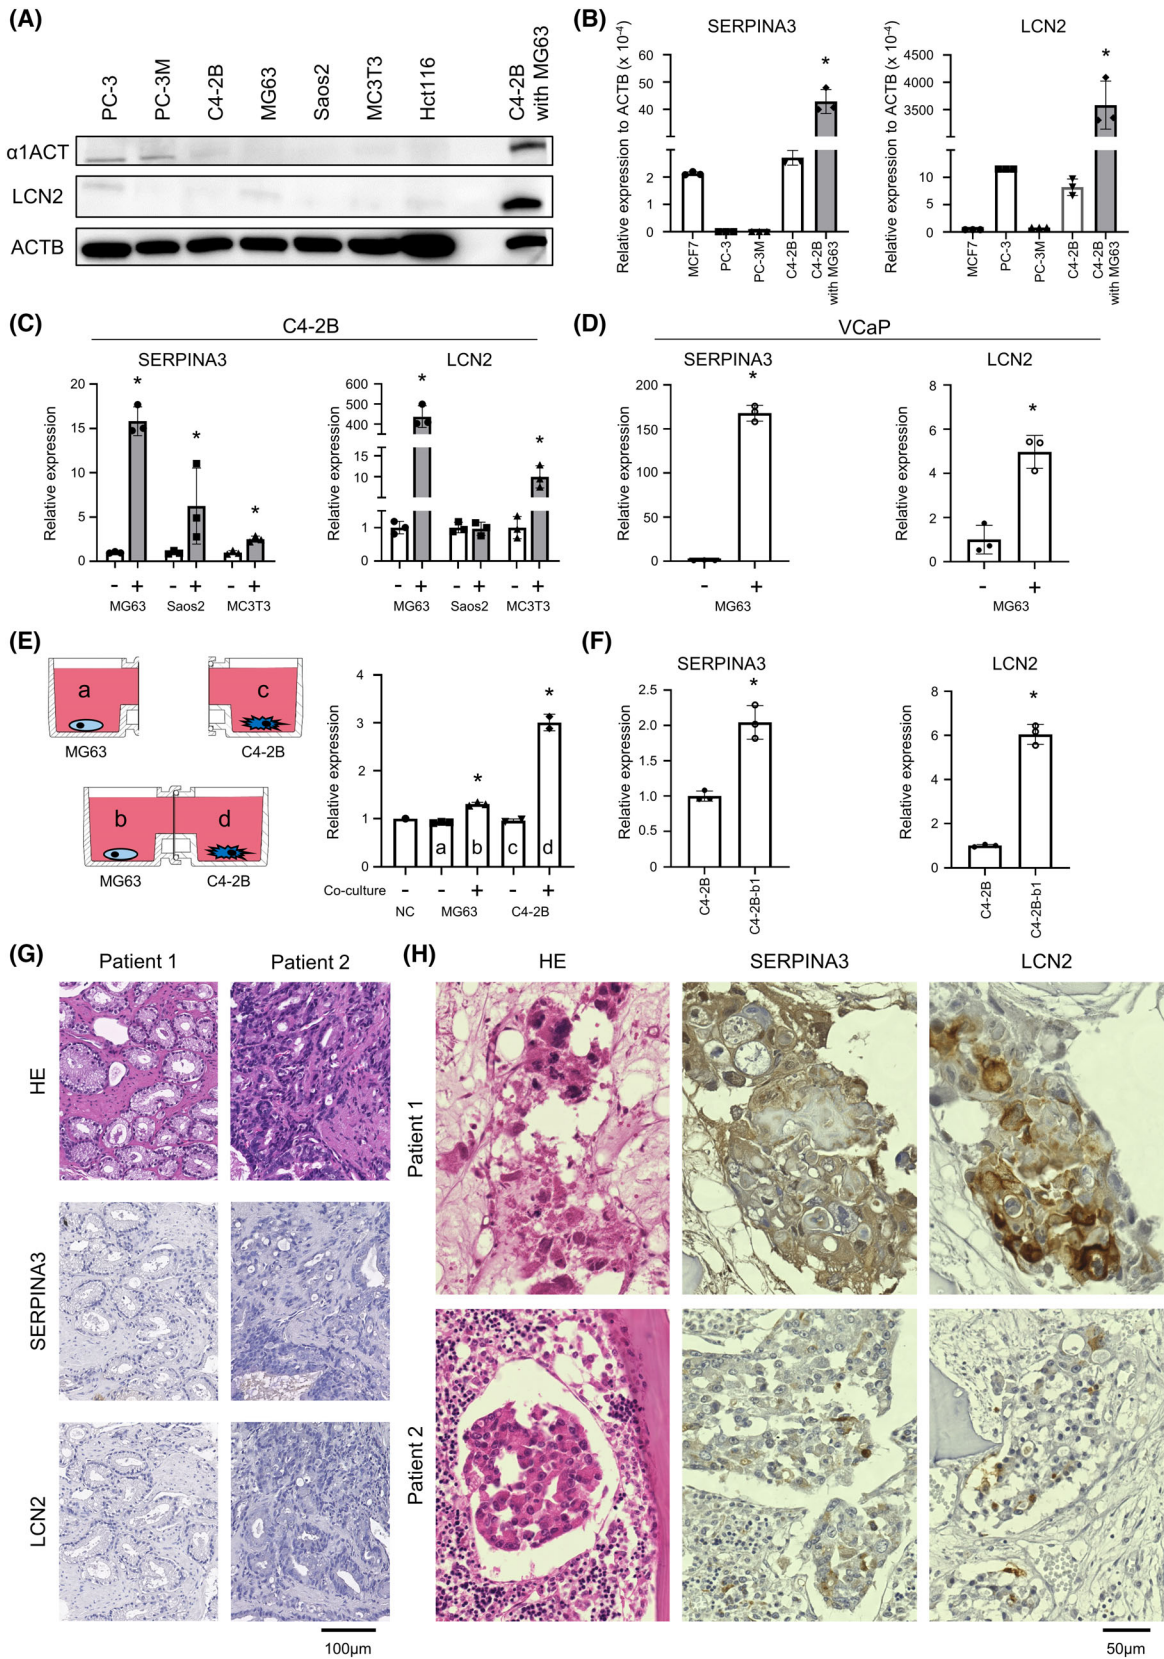 (A)
PC-3
PC-3M
C4-2B
MG63
Saos2
MC3T3
Hct116
C4-2B
with MG63
α1ACT
LCN2
ACTB
(B)
SERPINA3
Relative expression to ACTB (x 10⁻⁴)
60
40
20
2
1
0
MCF7
PC-3
PC-3M
C4-2B
C4-2B
with MG63
*
LCN2
Relative expression to ACTB (x 10⁻⁴)
4500
4000
3500
10
5
0
MCF7
PC-3
PC-3M
C4-2B
C4-2B
with MG63
*
(C)
C4-2B
SERPINA3
Relative expression
20
15
10
5
0
* * *
- + - + - +
MG63 Saos2 MC3T3
LCN2
Relative expression
600
500
400
15
10
1
0
* *
- + - + - +
MG63 Saos2 MC3T3
(D)
VCaP
SERPINA3
Relative expression
200
150
100
50
0
*
- +
MG63
LCN2
Relative expression
8
6
4
2
0
*
- +
MG63
(E)
a
c
MG63
C4-2B
b
d
MG63
C4-2B
Relative expression
4
3
2
1
0
* *
a b c d
Co-culture - - + - +
NC MG63 C4-2B
(F)
SERPINA3
Relative expression
2.5
2.0
1.5
1.0
0.5
0
*
C4-2B
C4-2B-b1
LCN2
Relative expression
8
6
4
2
0
*
C4-2B
C4-2B-b1
(G)
Patient 1 Patient 2
HE
SERPINA3
LCN2
100μm
(H)
HE SERPINA3 LCN2
Patient 1
Patient 2
50μm